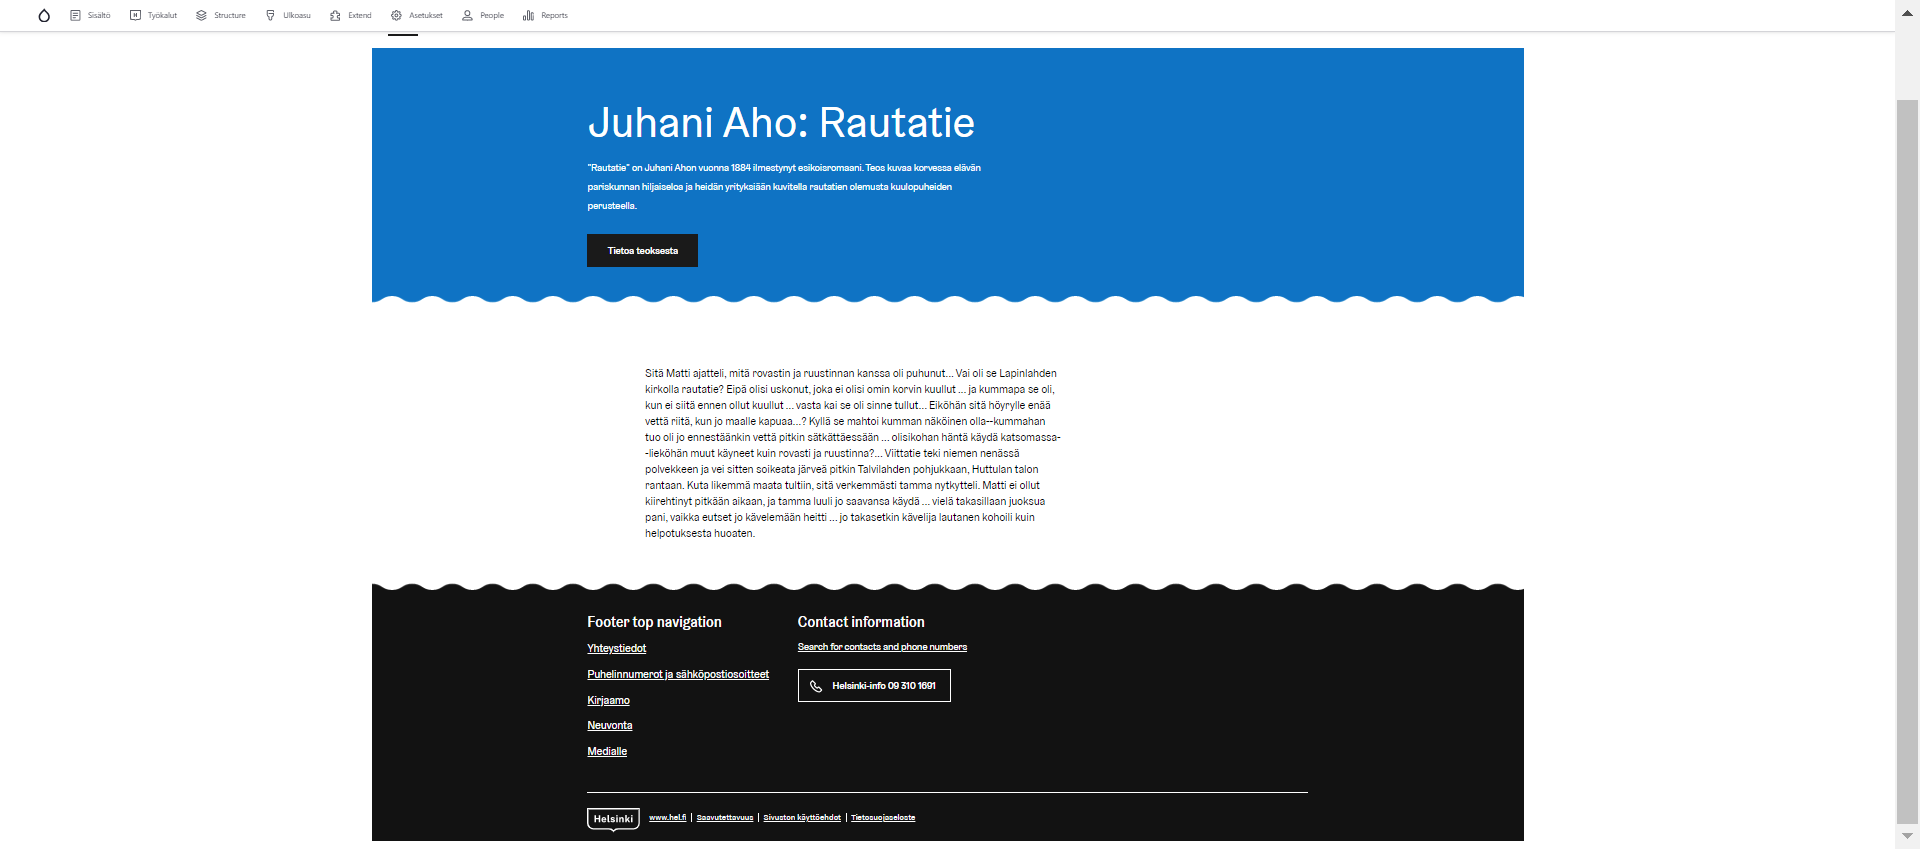 Sisältö Työkalut Structure Ulkoasu Extend Asetukset People Reports
Juhani Aho: Rautatie
"Rautatie" on Juhani Ahon vuonna 1884 ilmestynyt esikoisromaani. Teos kuvaa korvessa elävän
pariskunnan hiljaiseloa ja heidän yrityksiään kuvitella rautatien olemusta kuulopuheiden
perusteella.
Tietoa teoksesta
Sitä Matti ajatteli, mitä rovastin ja ruustinnan kanssa oli puhunut... Vai oli se Lapinlahden
kirkolla rautatie? Eipä olisi uskonut, joka ei olisi omin korvin kuullut ... ja kummapa se oli,
kun ei siitä ennen ollut kuullut ... vasta kai se oli sinne tullut... Eiköhän sitä höyrylle enää
vettä riitä, kun jo maalle kapuaa...? Kyllä se mahtoi kumman näköinen olla--kummahan
tuo oli jo ennestäänkin vettä pitkin sätkättäessään ... olisikohan häntä käydä katsomassa-
-lieköhän muut käyneet kuin rovasti ja ruustinna?... Viittatie teki niemen nenässä
polvekkeen ja vei sitten soikeata järveä pitkin Talvilahden pohjukkaan, Huttulan talon
rantaan. Kuta likemmä maata tultiin, sitä verkemmästi tamma nytkytteli. Matti ei ollut
kiirehtinyt pitkään aikaan, ja tamma luuli jo saavansa käydä ... vielä takasillaan juoksua
pani, vaikka eutset jo kävelemään heitti ... jo takasetkin kävelijä lautanen kohoili kuin
helpotuksesta huoaten.
Footer top navigation
Yhteystiedot
Puhelinnumerot ja sähköpostiosoitteet
Kirjaamo
Neuvonta
Medialle
Contact information
Search for contacts and phone numbers
Helsinki-info 09 310 1691
Helsinki www.hel.fi | Saavutettavuus | Sivuston käyttöehdot | Tietosuojaseloste